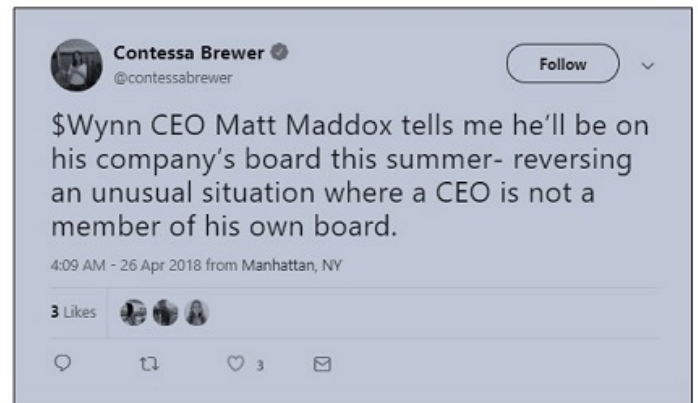 Contessa Brewer
@contessabrewer
Follow
$Wynn CEO Matt Maddox tells me he'll be on
his company's board this summer- reversing
an unusual situation where a CEO is not a
member of his own board.
4:09 AM - 26 Apr 2018 from Manhattan, NY
3 Likes
3